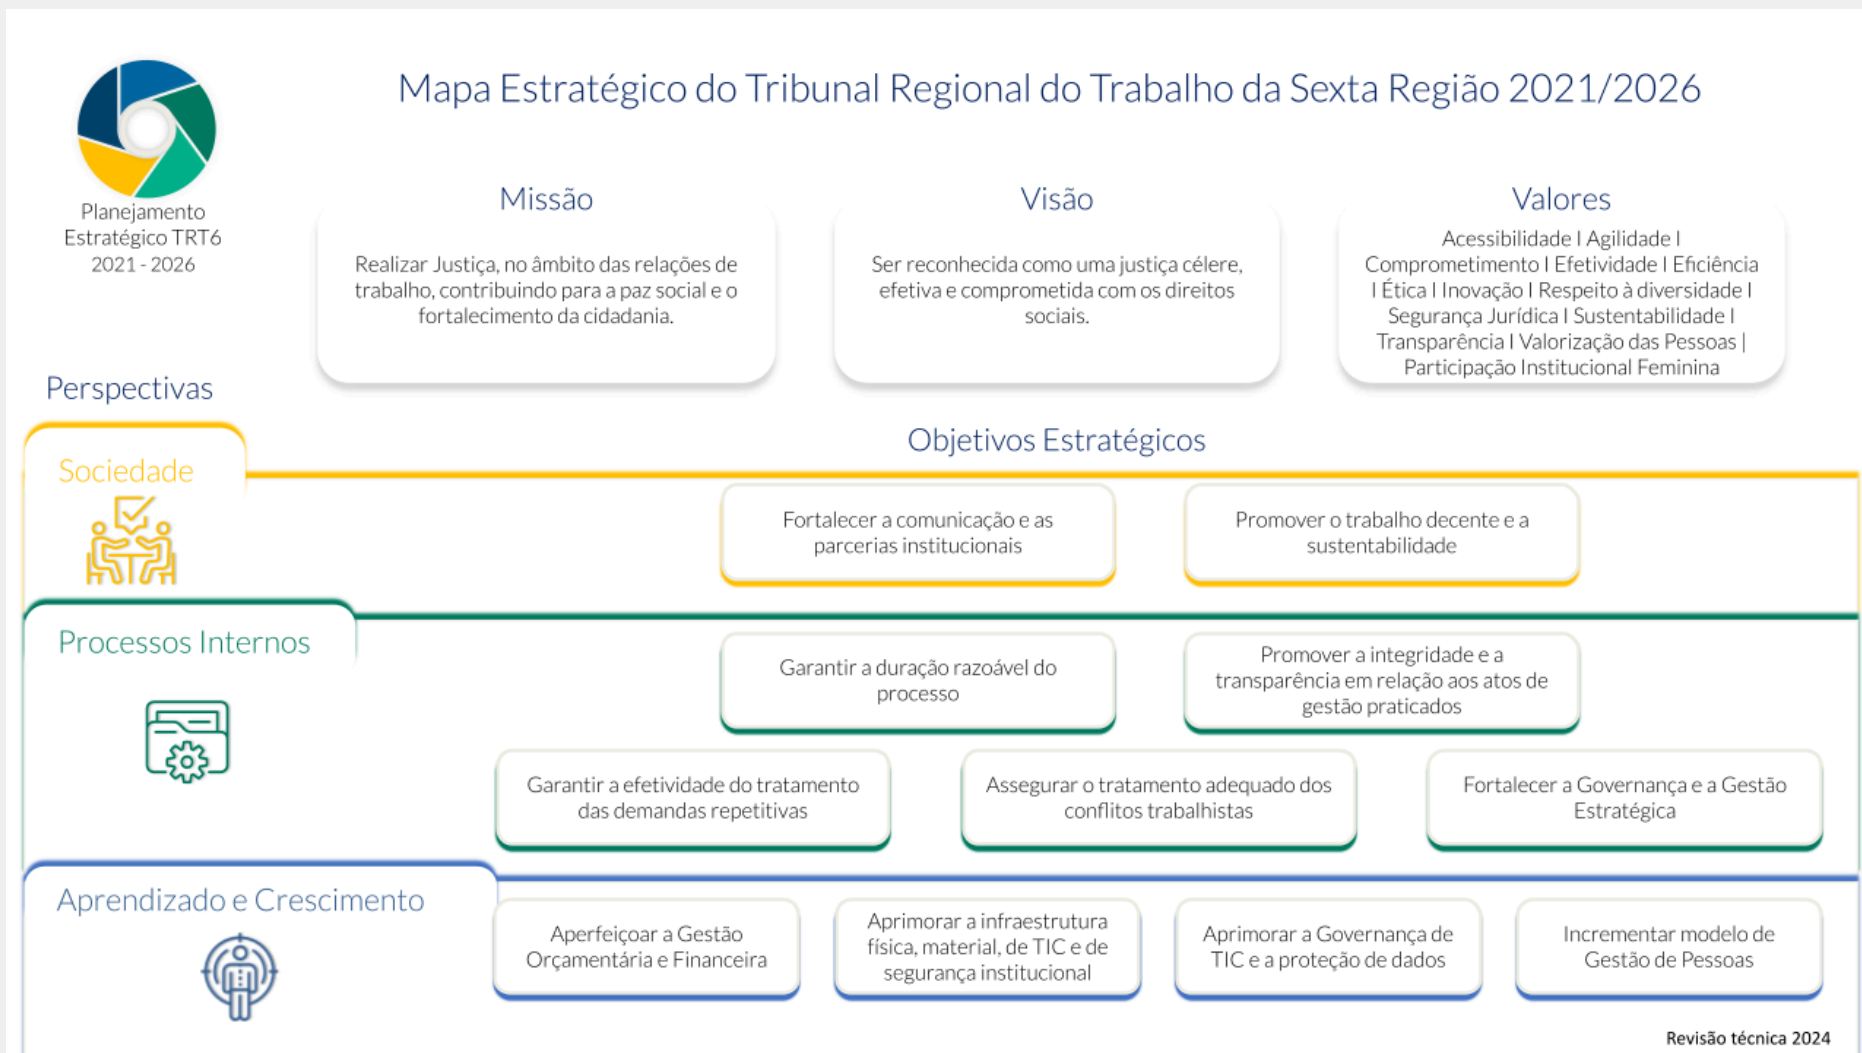 Mapa Estratégico do Tribunal Regional do Trabalho da Sexta Região 2021/2026
Planejamento
Estratégico TRT6
2021 - 2026
Missão
Realizar Justiça, no âmbito das relações de
trabalho, contribuindo para a paz social e o
fortalecimento da cidadania.
Visão
Ser reconhecida como uma justiça célere,
efetiva e comprometida com os direitos
sociais.
Valores
Acessibilidade I Agilidade I
Comprometimento I Efetividade I Eficiência
I Ética I Inovação I Respeito à diversidade I
Segurança Jurídica I Sustentabilidade I
Transparência I Valorização das Pessoas |
Participação Institucional Feminina
Perspectivas
Objetivos Estratégicos
Sociedade
Fortalecer a comunicação e as
parcerias institucionais
Promover o trabalho decente e a
sustentabilidade
Processos Internos
Garantir a duração razoável do
processo
Promover a integridade e a
transparência em relação aos atos de
gestão praticados
Garantir a efetividade do tratamento
das demandas repetitivas
Assegurar o tratamento adequado dos
conflitos trabalhistas
Fortalecer a Governança e a Gestão
Estratégica
Aprendizado e Crescimento
Aperfeiçoar a Gestão
Orçamentária e Financeira
Aprimorar a infraestrutura
física, material, de TIC e de
segurança institucional
Aprimorar a Governança de
TIC e a proteção de dados
Incrementar modelo de
Gestão de Pessoas
Revisão técnica 2024